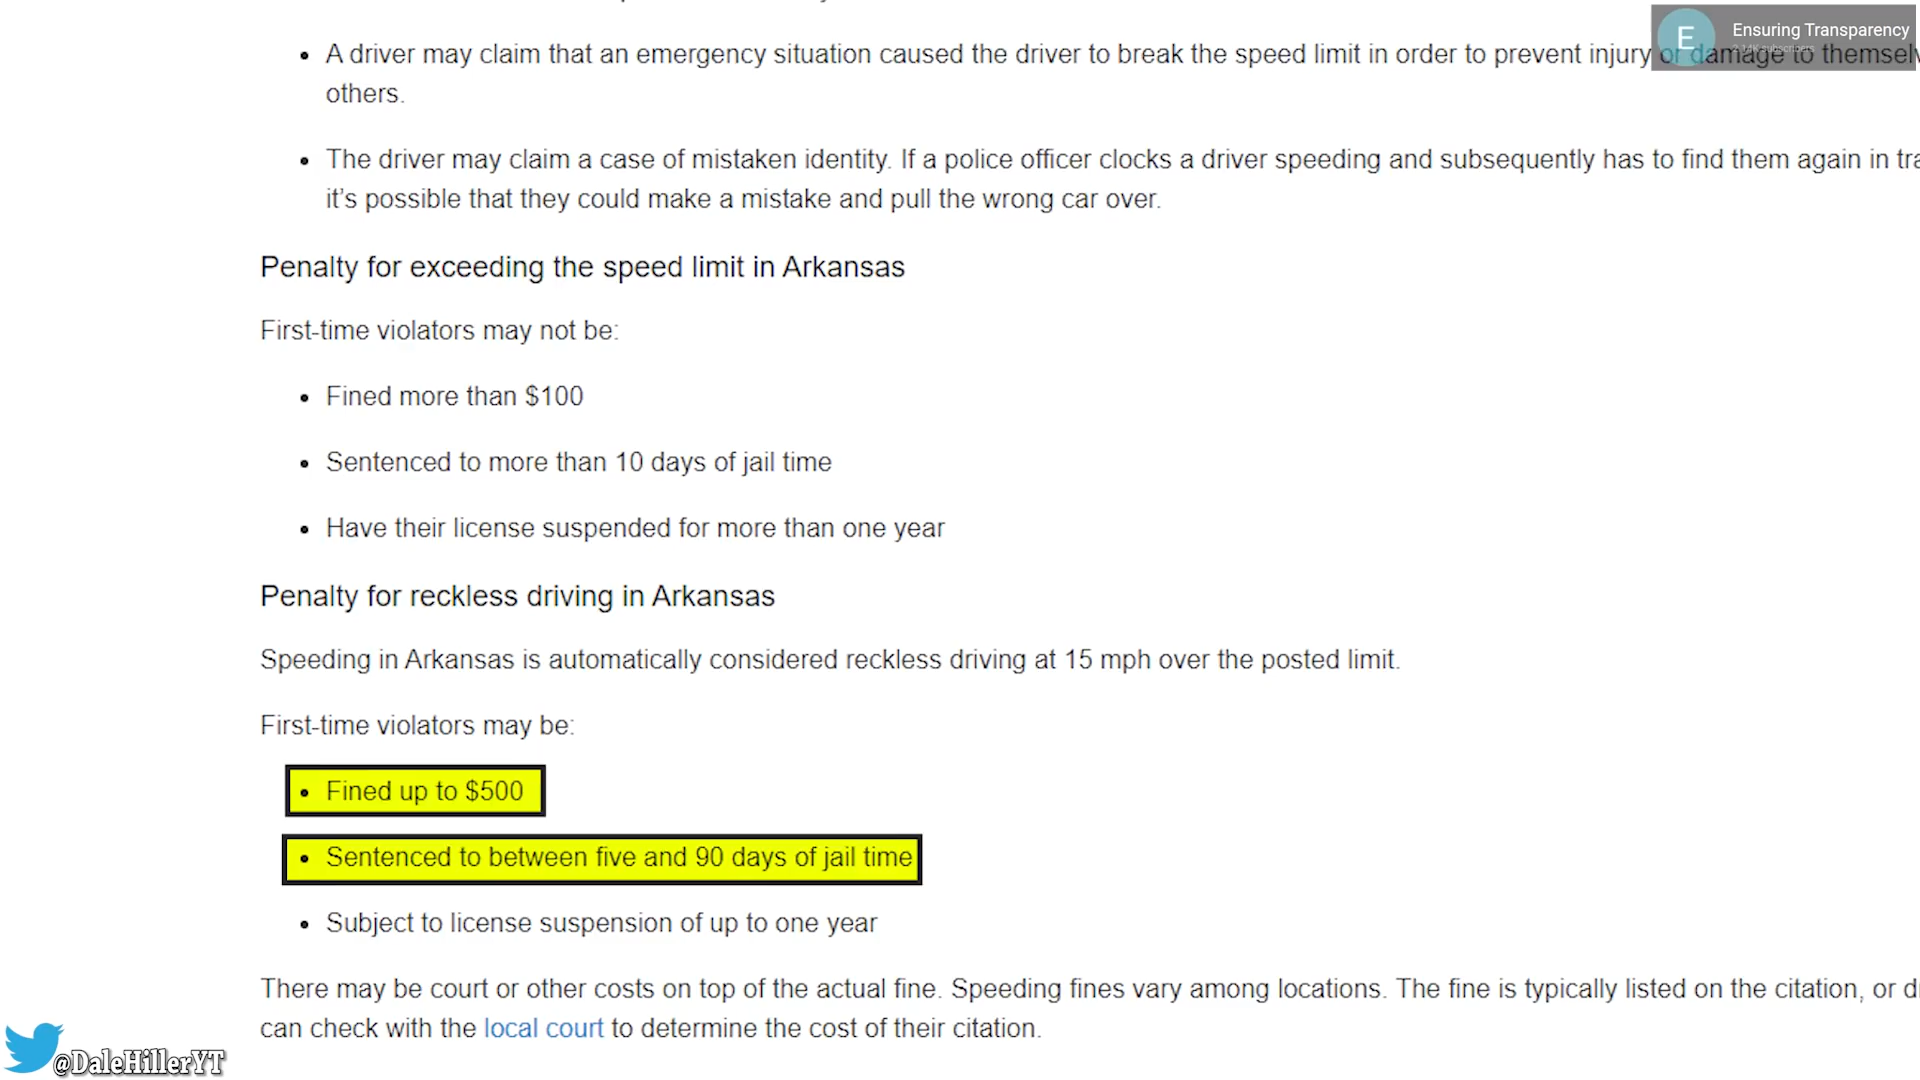 Ensuring Transparency
2.14K subscribers
• A driver may claim that an emergency situation caused the driver to break the speed limit in order to prevent injury or damage to themselv
others.
• The driver may claim a case of mistaken identity. If a police officer clocks a driver speeding and subsequently has to find them again in tra
it’s possible that they could make a mistake and pull the wrong car over.
Penalty for exceeding the speed limit in Arkansas
First-time violators may not be:
• Fined more than $100
• Sentenced to more than 10 days of jail time
• Have their license suspended for more than one year
Penalty for reckless driving in Arkansas
Speeding in Arkansas is automatically considered reckless driving at 15 mph over the posted limit.
First-time violators may be:
• Fined up to $500
• Sentenced to between five and 90 days of jail time
• Subject to license suspension of up to one year
There may be court or other costs on top of the actual fine. Speeding fines vary among locations. The fine is typically listed on the citation, or d
can check with the local court to determine the cost of their citation.
@DaleHillerYT